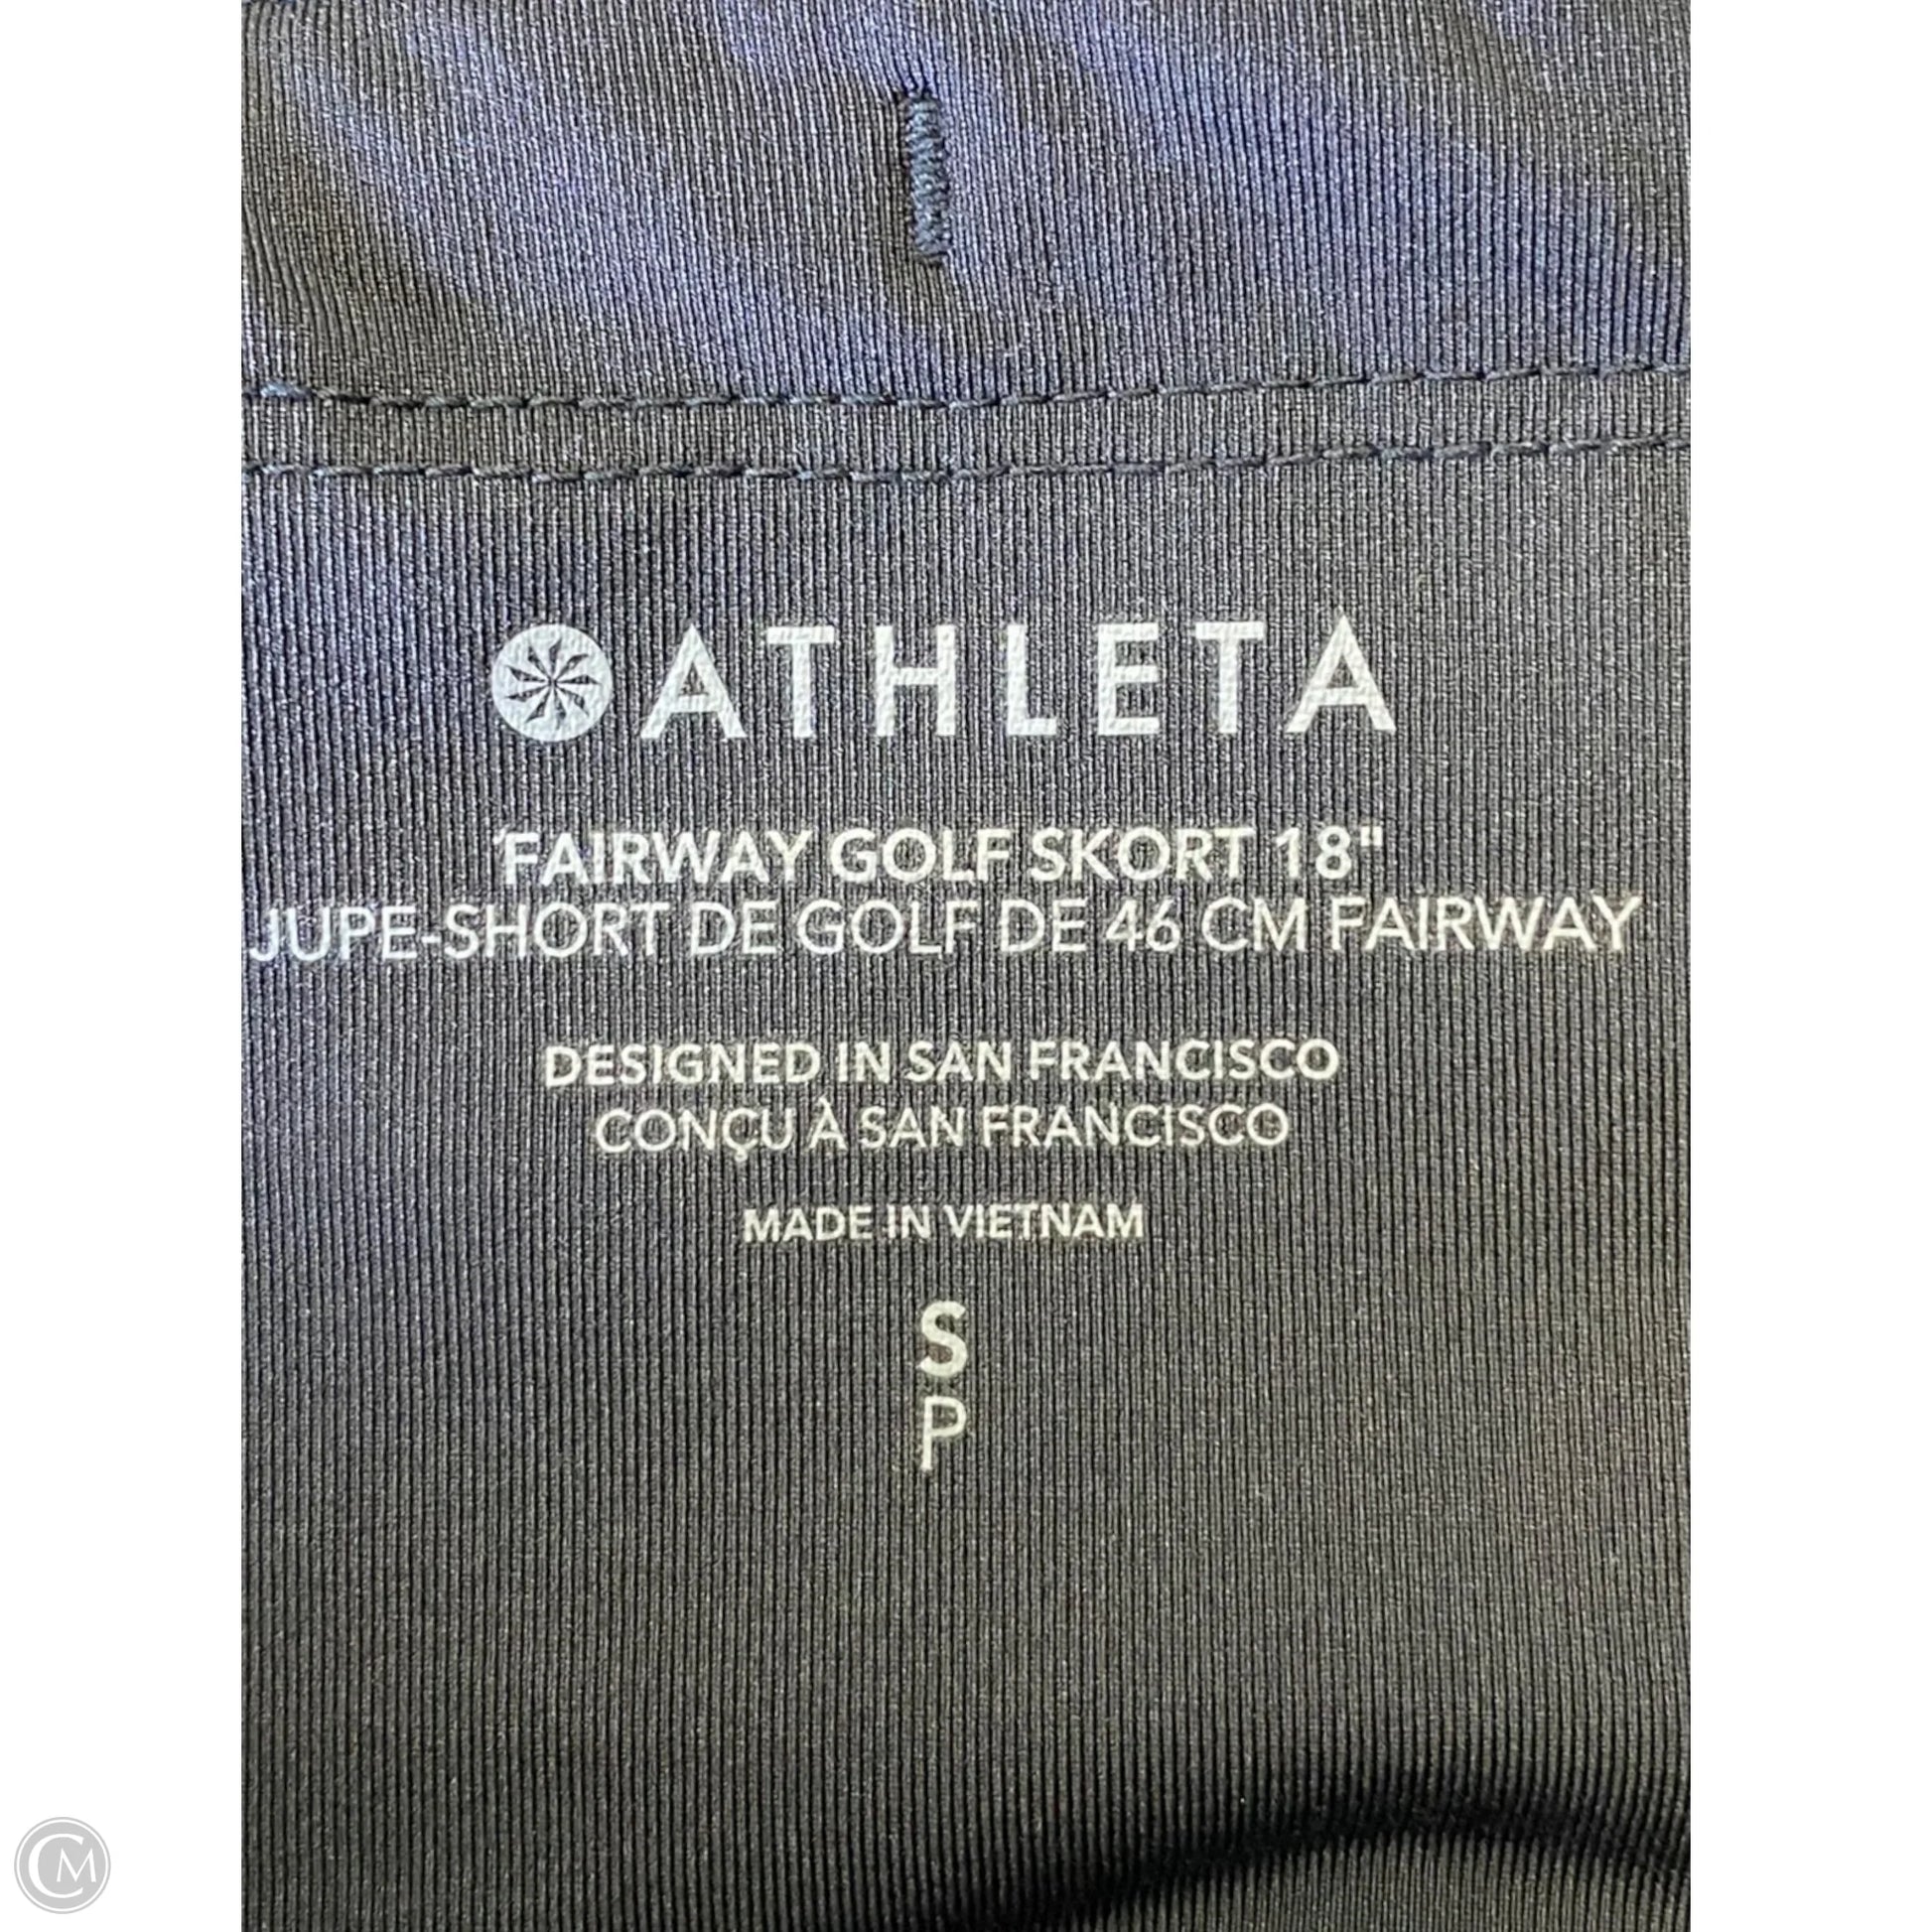 ATHLETA
FAIRWAY GOLF SKORT 18"
JUPE-SHORT DE GOLF DE 46 CM FAIRWAY
DESIGNED IN SAN FRANCISCO
CONÇU À SAN FRANCISCO
MADE IN VIETNAM
S
P
CM